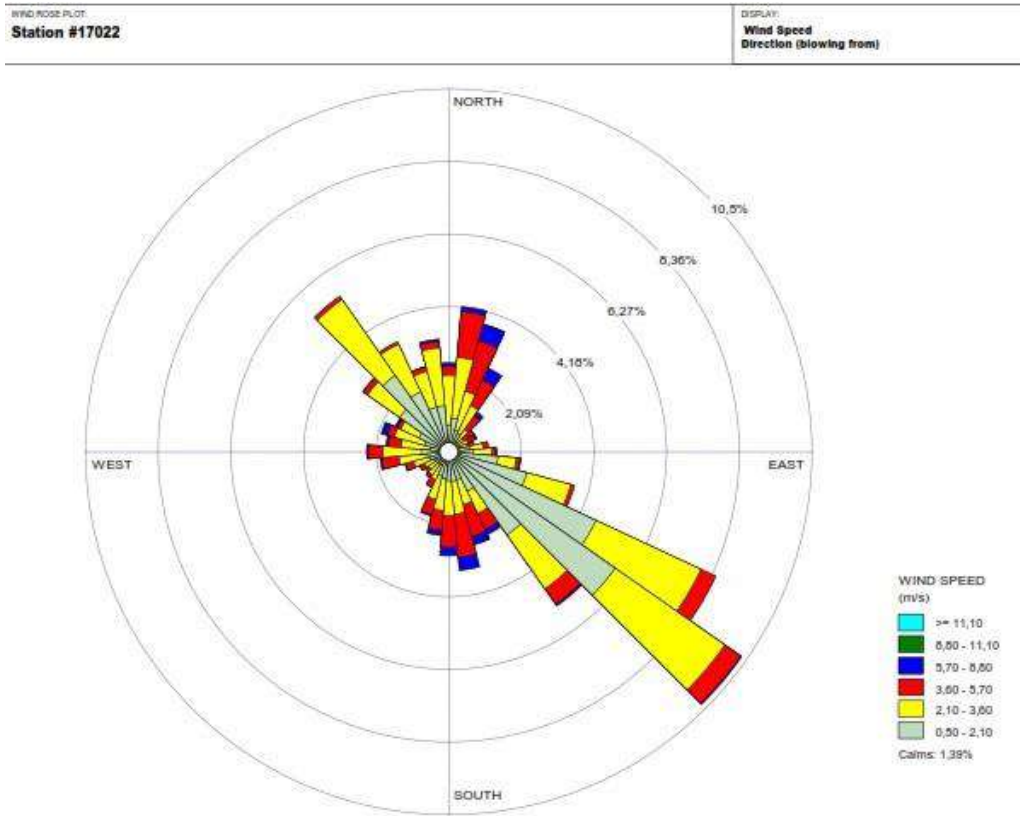 WIND ROSE PLOT:
Station #17022
DISPLAY:
Wind Speed
Direction (blowing from)
NORTH
10,5%
8,36%
6,27%
4,18%
2,09%
WEST
EAST
SOUTH
WIND SPEED
(m/s)
>= 11,10
8,80 - 11,10
5,70 - 8,80
3,60 - 5,70
2,10 - 3,60
0,50 - 2,10
Calms: 1,39%